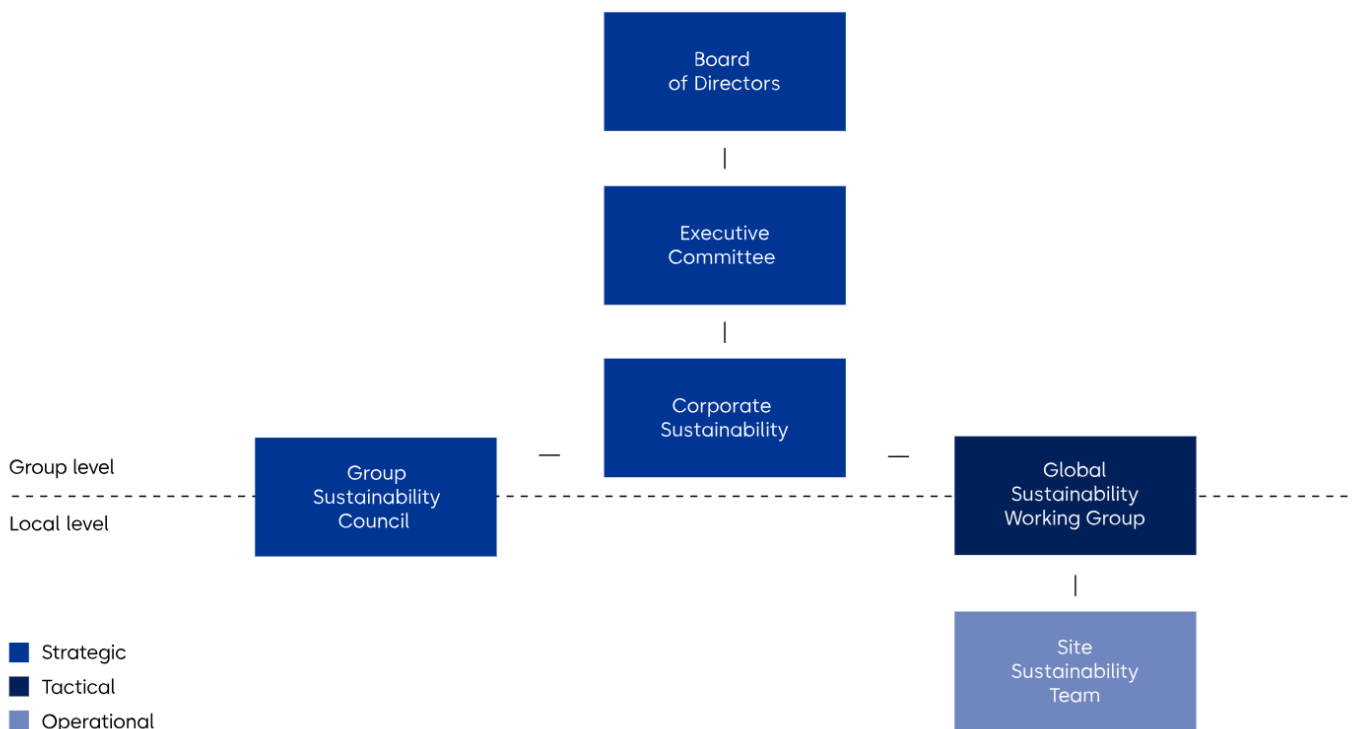 Board
of Directors
Executive
Committee
Corporate
Sustainability
Group level
Local level
Group
Sustainability
Council
Global
Sustainability
Working Group
Site
Sustainability
Team
Strategic
Tactical
Operational